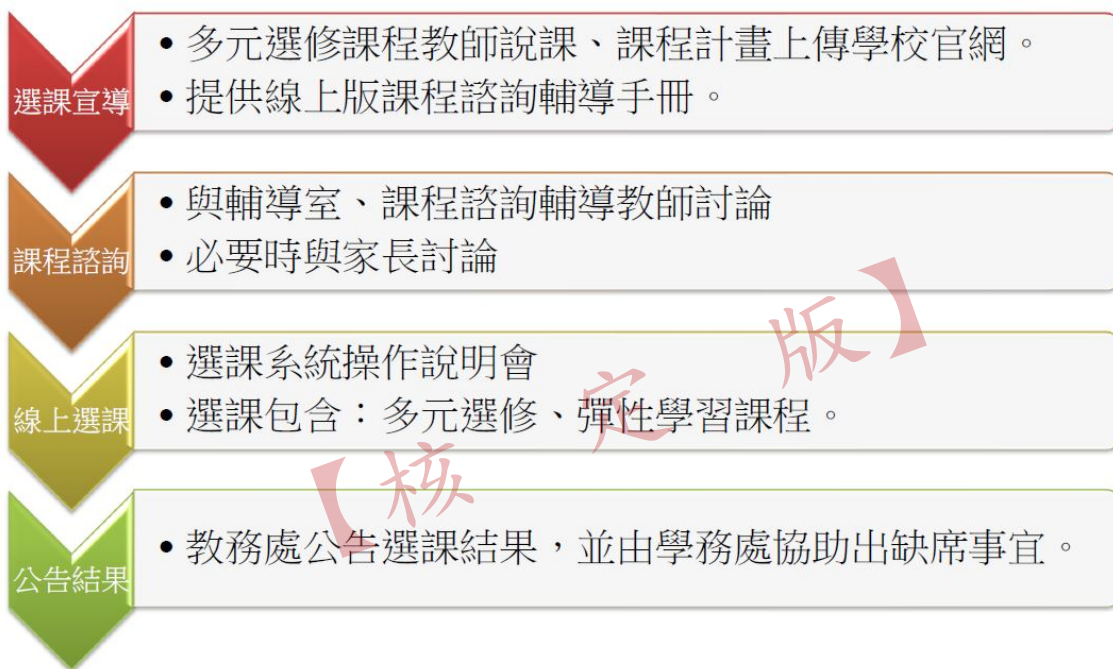 選課宣導
• 多元選修課程教師說課、課程計畫上傳學校官網。
• 提供線上版課程諮詢輔導手冊。
課程諮詢
• 與輔導室、課程諮詢輔導教師討論
• 必要時與家長討論
線上選課
• 選課系統操作說明會
• 選課包含：多元選修、彈性學習課程。
公告結果
• 教務處公告選課結果，並由學務處協助出缺席事宜。
【核定版】